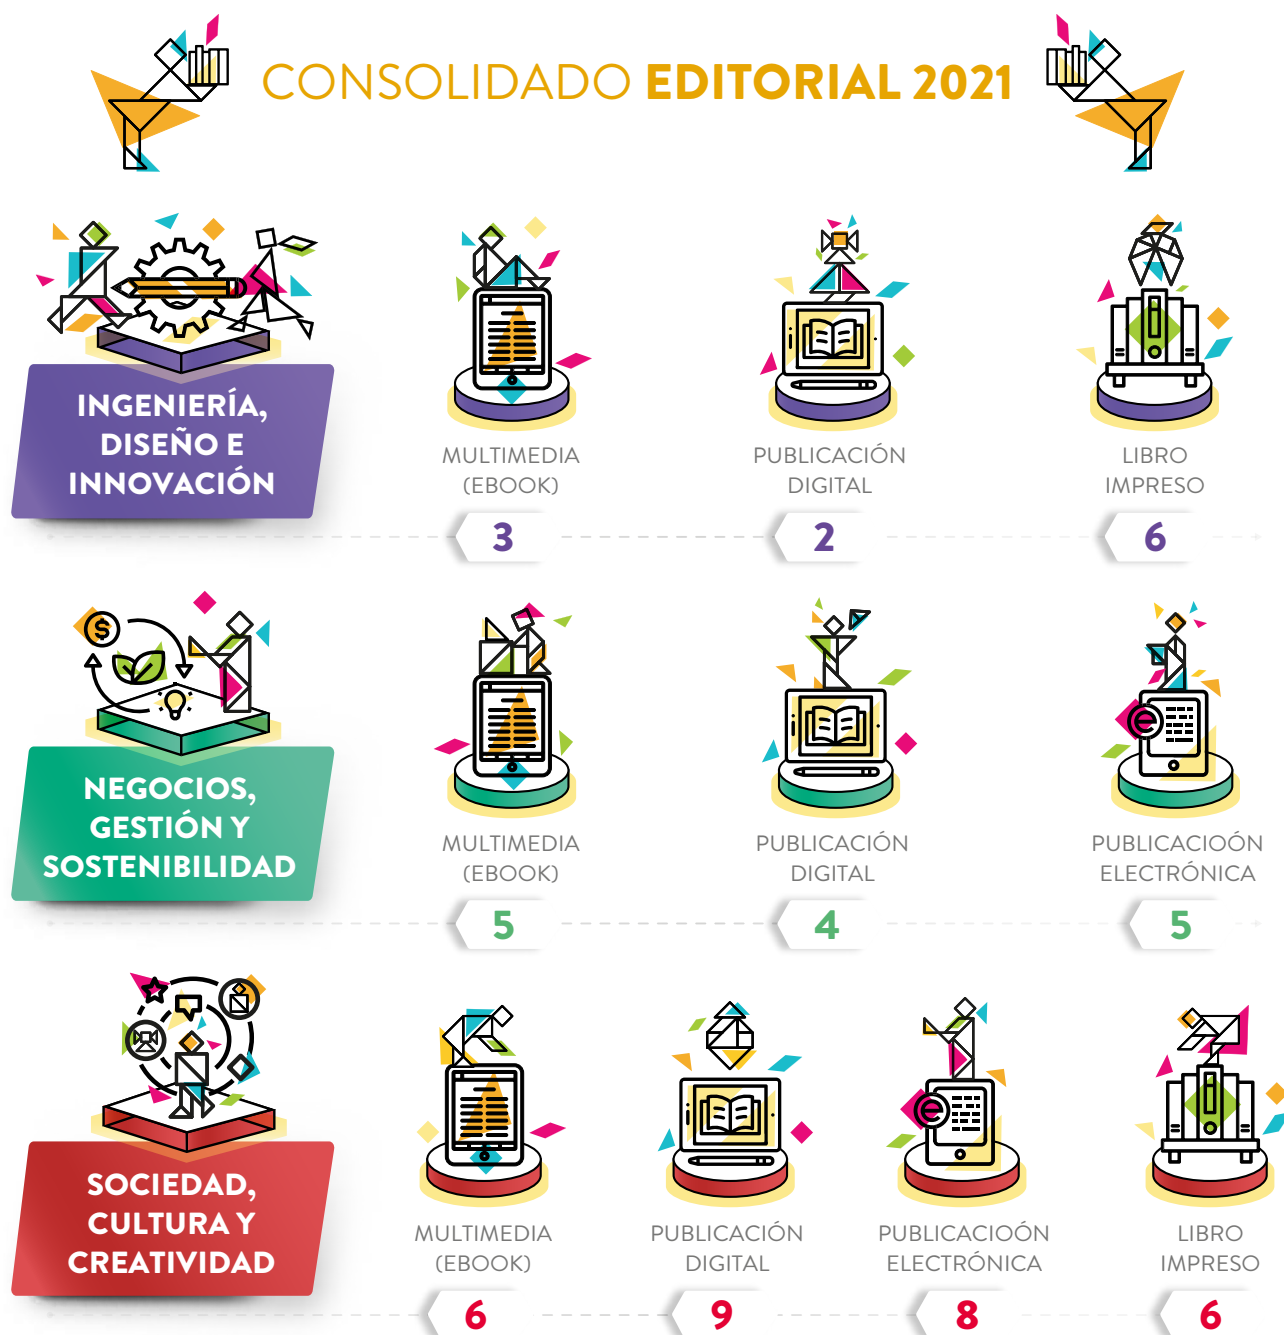 CONSOLIDADO EDITORIAL 2021
INGENIERÍA,
DISEÑO E
INNOVACIÓN
MULTIMEDIA
(EBOOK)
3
PUBLICACIÓN
DIGITAL
2
LIBRO
IMPRESO
6
$
NEGOCIOS,
GESTIÓN Y
SOSTENIBILIDAD
MULTIMEDIA
(EBOOK)
5
PUBLICACIÓN
DIGITAL
4
e
PUBLICACIOÓN
ELECTRÓNICA
5
SOCIEDAD,
CULTURA Y
CREATIVIDAD
MULTIMEDIA
(EBOOK)
6
PUBLICACIÓN
DIGITAL
9
e
PUBLICACIOÓN
ELECTRÓNICA
8
LIBRO
IMPRESO
6